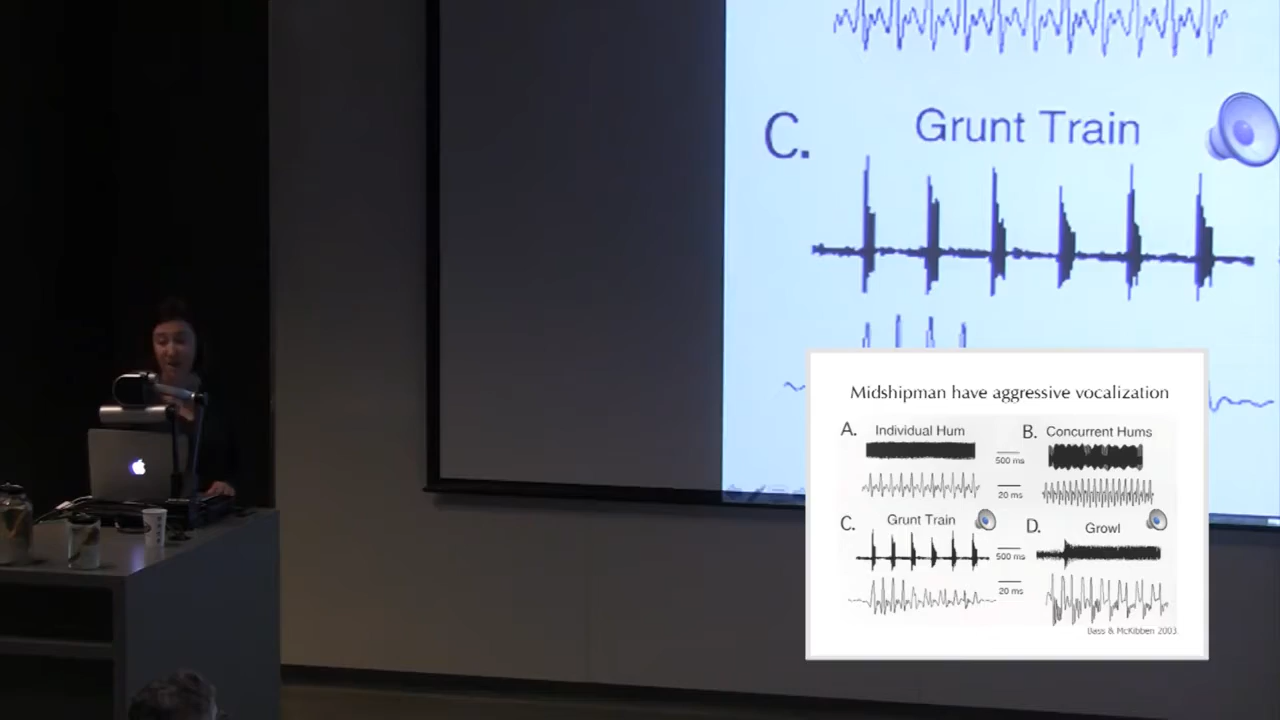 C. Grunt Train
Midshipman have aggressive vocalization
A. Individual Hum
B. Concurrent Hums
500 ms
20 ms
C. Grunt Train
D. Growl
500 ms
20 ms
Bass & McKibben 2003